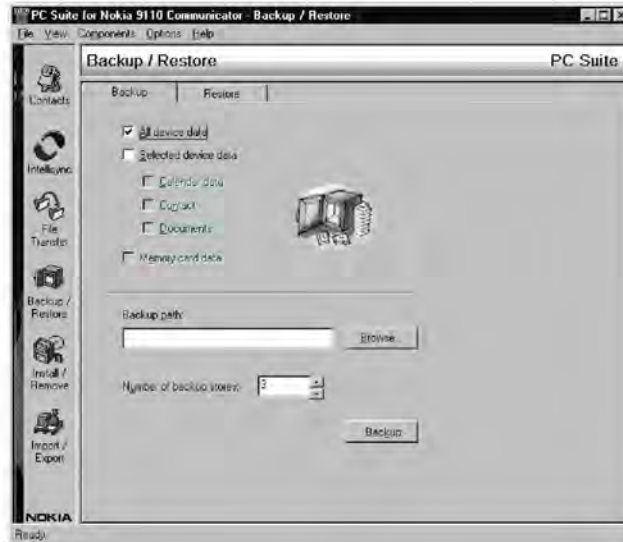 PC Suite for Nokia 9110 Communicator - Backup / Restore
File View Components Options Help
Backup / Restore PC Suite
Contacts
Intellisync
File
Transfer
Backup /
Restore
Install /
Remove
Import /
Export
NOKIA
Backup Restore
All device data
Selected device data
Calendar data
Contact
Documents
Memory card data
Backup path:
Browse...
Number of backup stores: 3
Backup
Ready